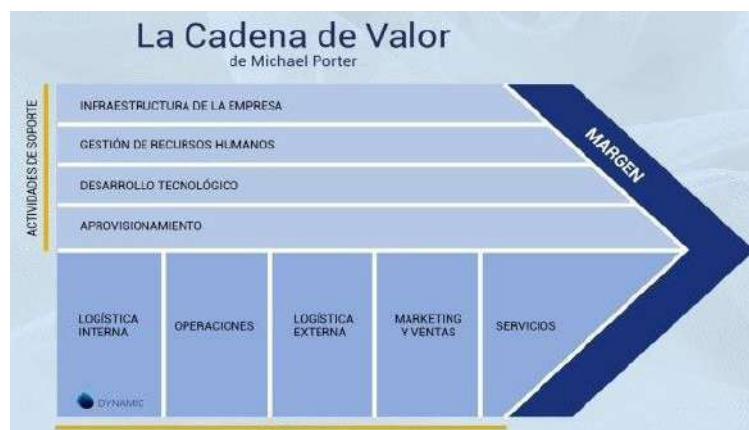 La Cadena de Valor
de Michael Porter
ACTIVIDADES DE SOPORTE
INFRAESTRUCTURA DE LA EMPRESA
GESTIÓN DE RECURSOS HUMANOS
DESARROLLO TECNOLÓGICO
APROVISIONAMIENTO
MARGEN
LOGÍSTICA
INTERNA
OPERACIONES
LOGÍSTICA
EXTERNA
MARKETING
Y VENTAS
SERVICIOS
DYNAMIC